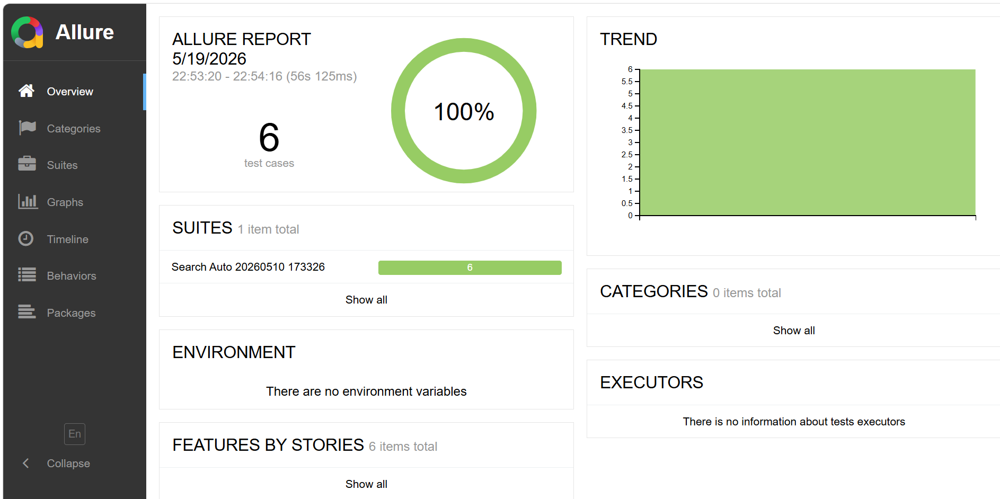 Allure
Overview
Categories
Suites
Graphs
Timeline
Behaviors
Packages
En
Collapse
ALLURE REPORT
5/19/2026
22:53:20 - 22:54:16 (56s 125ms)
6
test cases
100%
SUITES 1 item total
Search Auto 20260510 173326 6
Show all
ENVIRONMENT
There are no environment variables
FEATURES BY STORIES 6 items total
Show all
TREND
6
5.5
5
4.5
4
3.5
3
2.5
2
1.5
1
0.5
0
CATEGORIES 0 items total
Show all
EXECUTORS
There is no information about tests executors